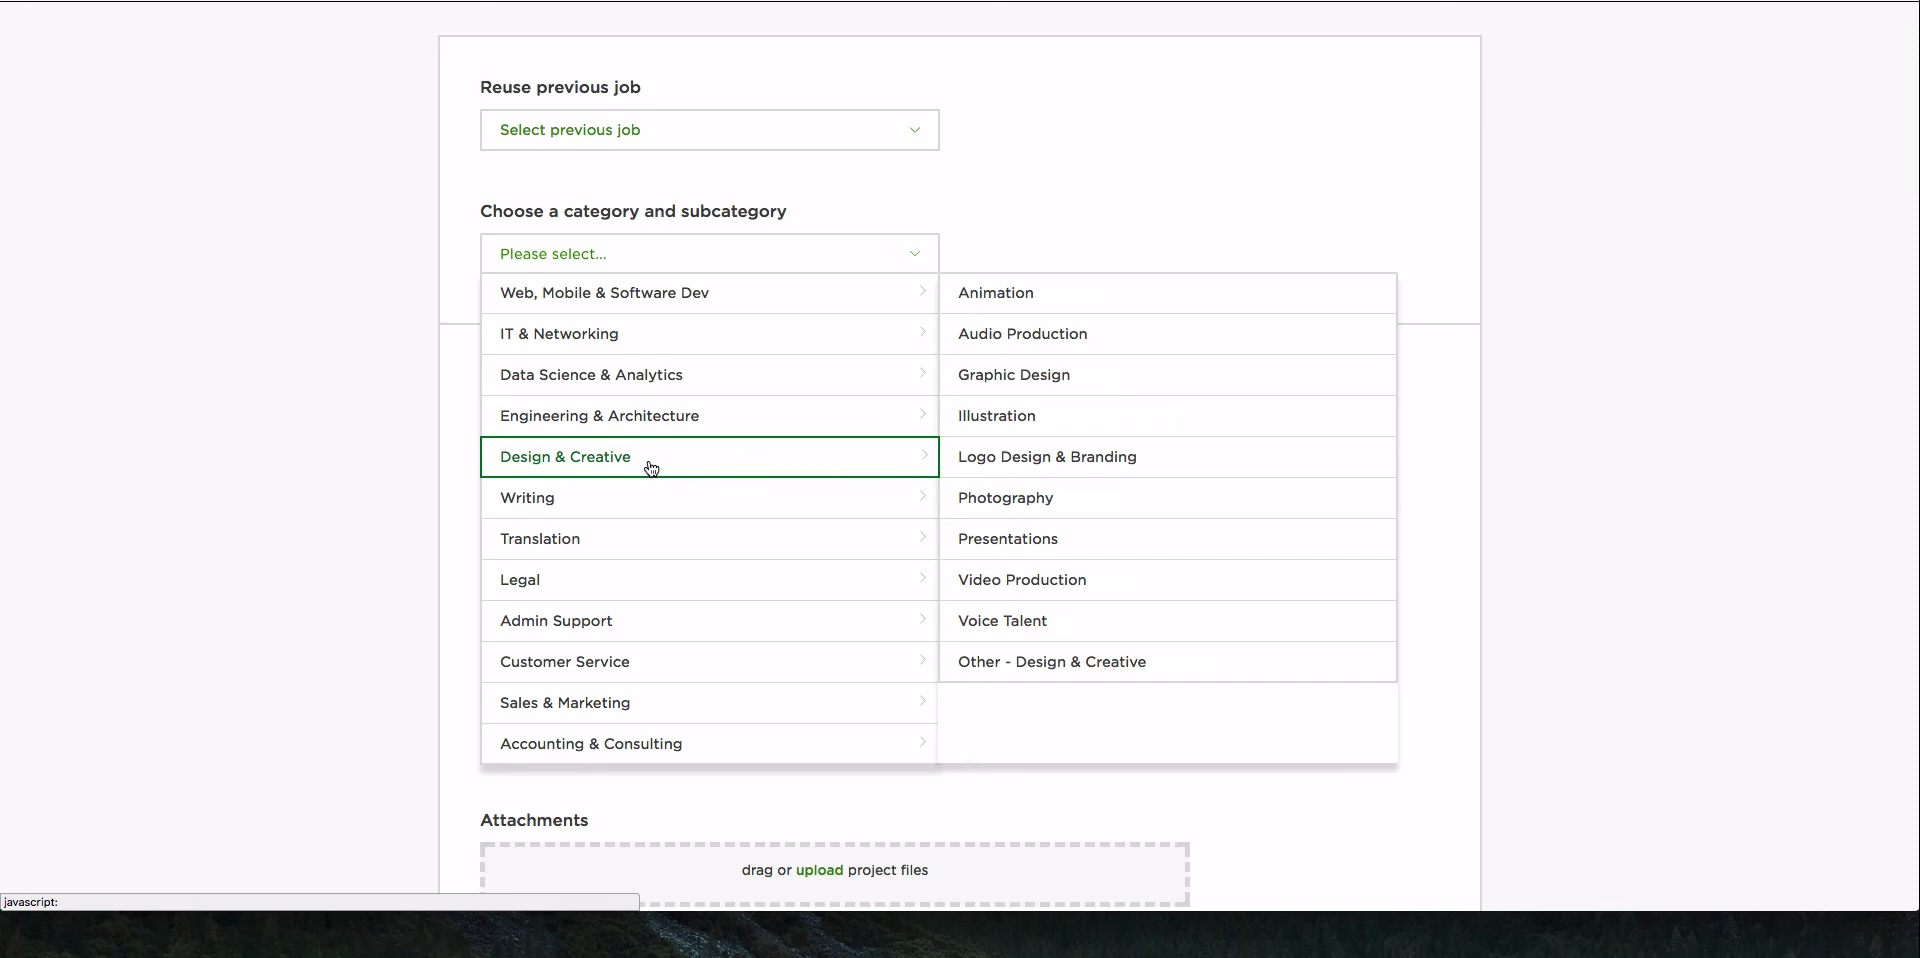 Reuse previous job
Select previous job
Choose a category and subcategory
Please select...
Web, Mobile & Software Dev
IT & Networking
Data Science & Analytics
Engineering & Architecture
Design & Creative
Writing
Translation
Legal
Admin Support
Customer Service
Sales & Marketing
Accounting & Consulting
Animation
Audio Production
Graphic Design
Illustration
Logo Design & Branding
Photography
Presentations
Video Production
Voice Talent
Other - Design & Creative
Attachments
drag or upload project files
javascript: